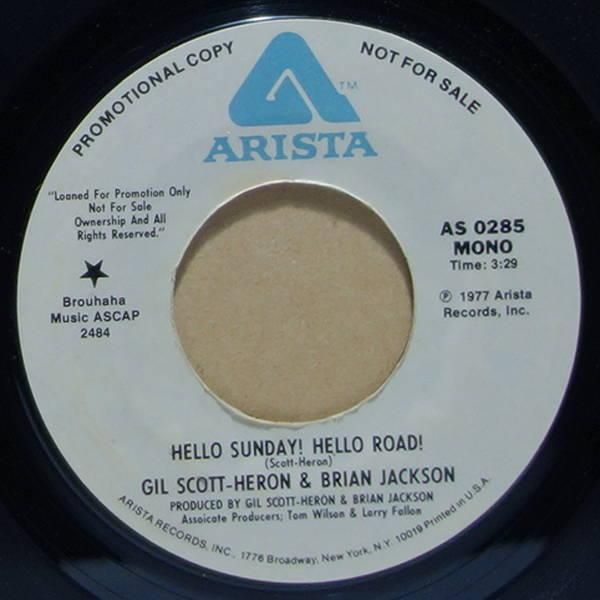 PROMOTIONAL COPY
NOT FOR SALE
TM
ARISTA
"Loaned For Promotion Only
Not For Sale
Ownership And All
Rights Reserved."
AS 0285
MONO
Time: 3:29
Brouhaha
Music ASCAP
2484
℗ 1977 Arista
Records, Inc.
HELLO SUNDAY! HELLO ROAD!
(Scott-Heron)
GIL SCOTT-HERON & BRIAN JACKSON
PRODUCED BY GIL SCOTT-HERON & BRIAN JACKSON
Assoicate Producers; Tom Wilson & Larry Fallon
ARISTA RECORDS, INC., 1776 Broadway, New York, N.Y. 10019 Printed in U.S.A.